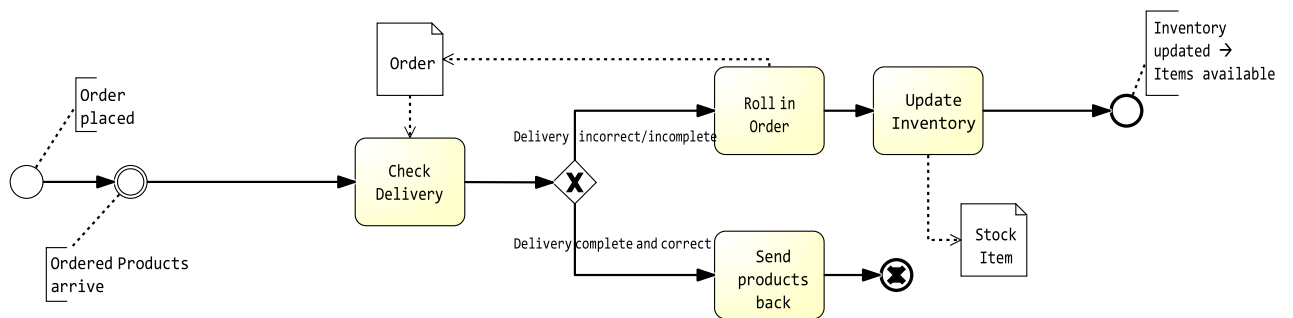 Order
placed
Ordered Products
arrive
Order
Check
Delivery
Delivery incorrect/incomplete
Delivery complete and correct
Roll in
Order
Send
products
back
Update
Inventory
Stock
Item
Inventory
updated →
Items available